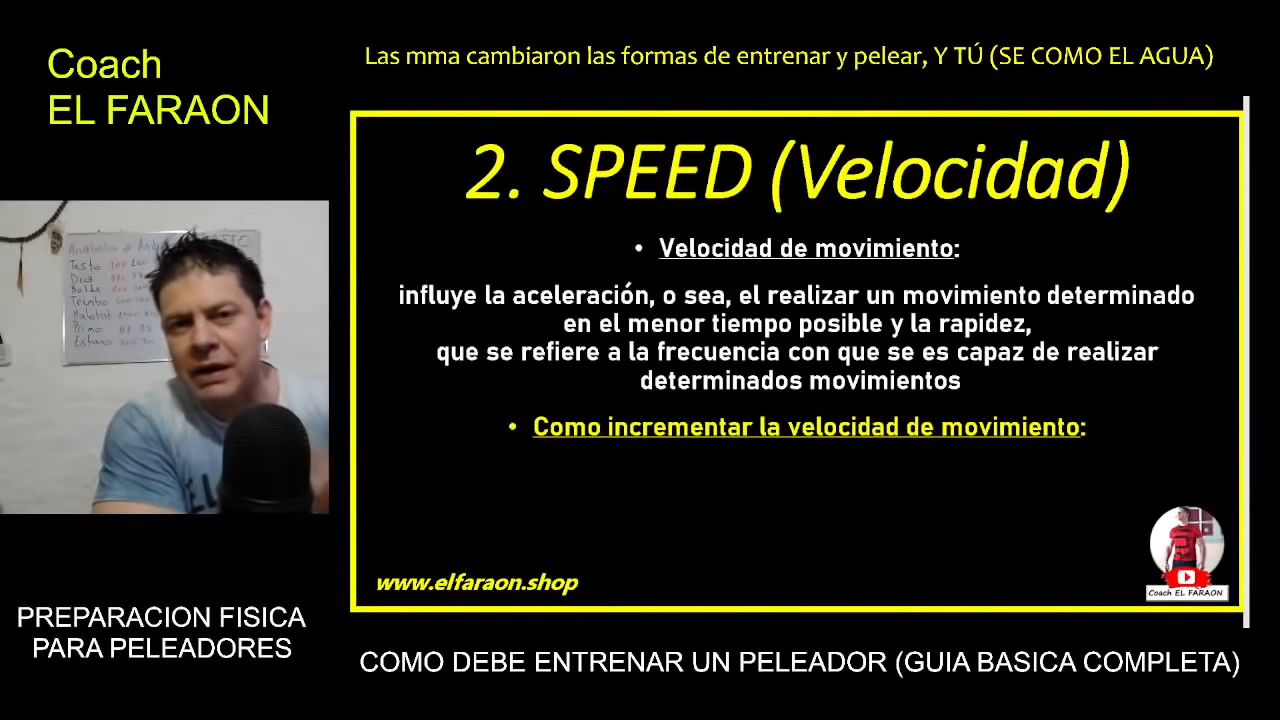 Coach
EL FARAON
Las mma cambiaron las formas de entrenar y pelear, Y TÚ (SE COMO EL AGUA)
2. SPEED (Velocidad)
• Velocidad de movimiento:
influye la aceleración, o sea, el realizar un movimiento determinado
en el menor tiempo posible y la rapidez,
que se refiere a la frecuencia con que se es capaz de realizar
determinados movimientos
• Como incrementar la velocidad de movimiento:
www.elfaraon.shop
Coach EL FARAON
Testo
PREPARACION FISICA
PARA PELEADORES
COMO DEBE ENTRENAR UN PELEADOR (GUIA BASICA COMPLETA)